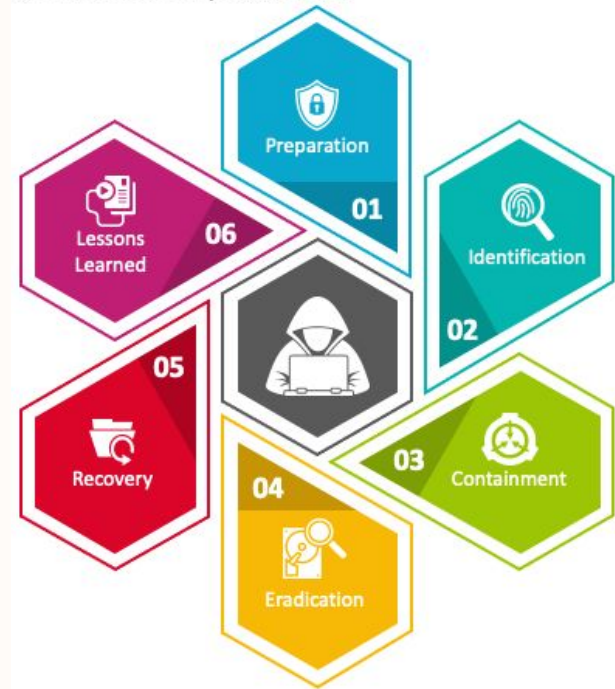 Preparation
01
Identification
02
03
Containment
04
Eradication
05
Recovery
06
Lessons
Learned